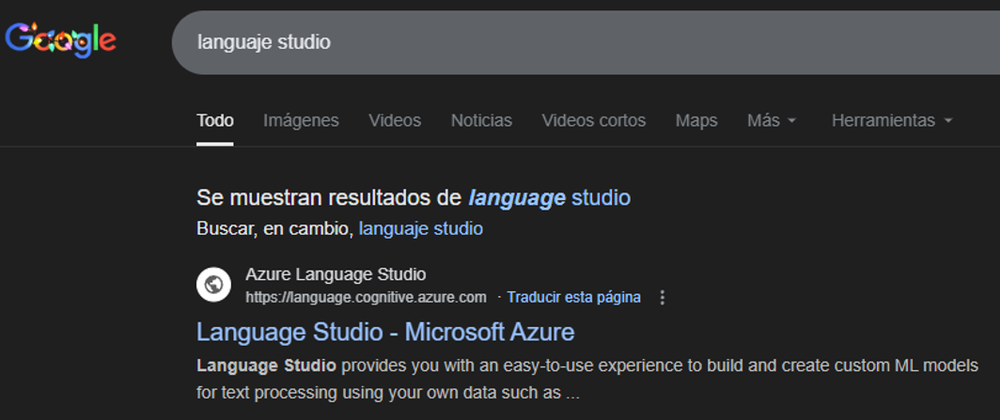 Google
languaje studio
Todo Imágenes Videos Noticias Videos cortos Maps Más Herramientas
Se muestran resultados de language studio
Buscar, en cambio, languaje studio
Azure Language Studio
https://language.cognitive.azure.com · Traducir esta página
Language Studio - Microsoft Azure
Language Studio provides you with an easy-to-use experience to build and create custom ML models
for text processing using your own data such as ...